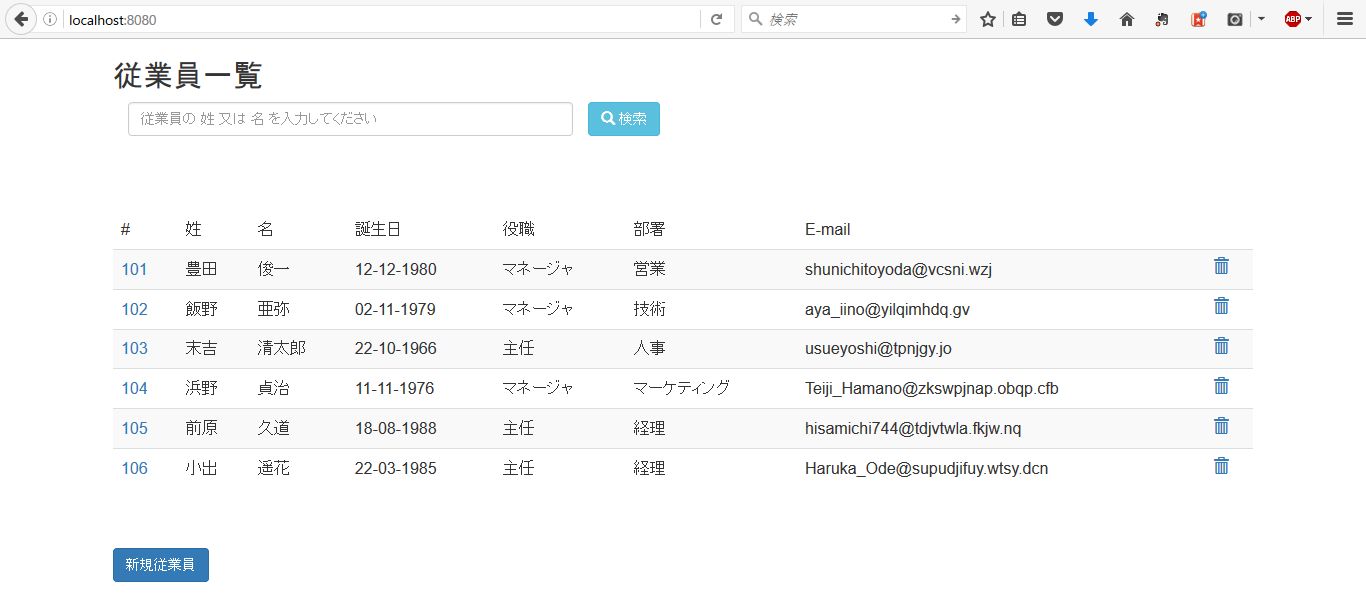 localhost:8080 検索 ABP
従業員一覧
従業員の 姓 又は 名 を入力してください 検索
# 姓 名 誕生日 役職 部署 E-mail
101 豊田 俊一 12-12-1980 マネージャ 営業 shunichitoyoda@vcsni.wzj
102 飯野 亜弥 02-11-1979 マネージャ 技術 aya_iino@yilqimhdq.gv
103 末吉 清太郎 22-10-1966 主任 人事 usueyoshi@tpnjgy.jo
104 浜野 貞治 11-11-1976 マネージャ マーケティング Teiji_Hamano@zkswpjnap.obqp.cfb
105 前原 久道 18-08-1988 主任 経理 hisamichi744@tdjvtwla.fkjw.nq
106 小出 遥花 22-03-1985 主任 経理 Haruka_Ode@supudjifuy.wtsy.dcn
新規従業員